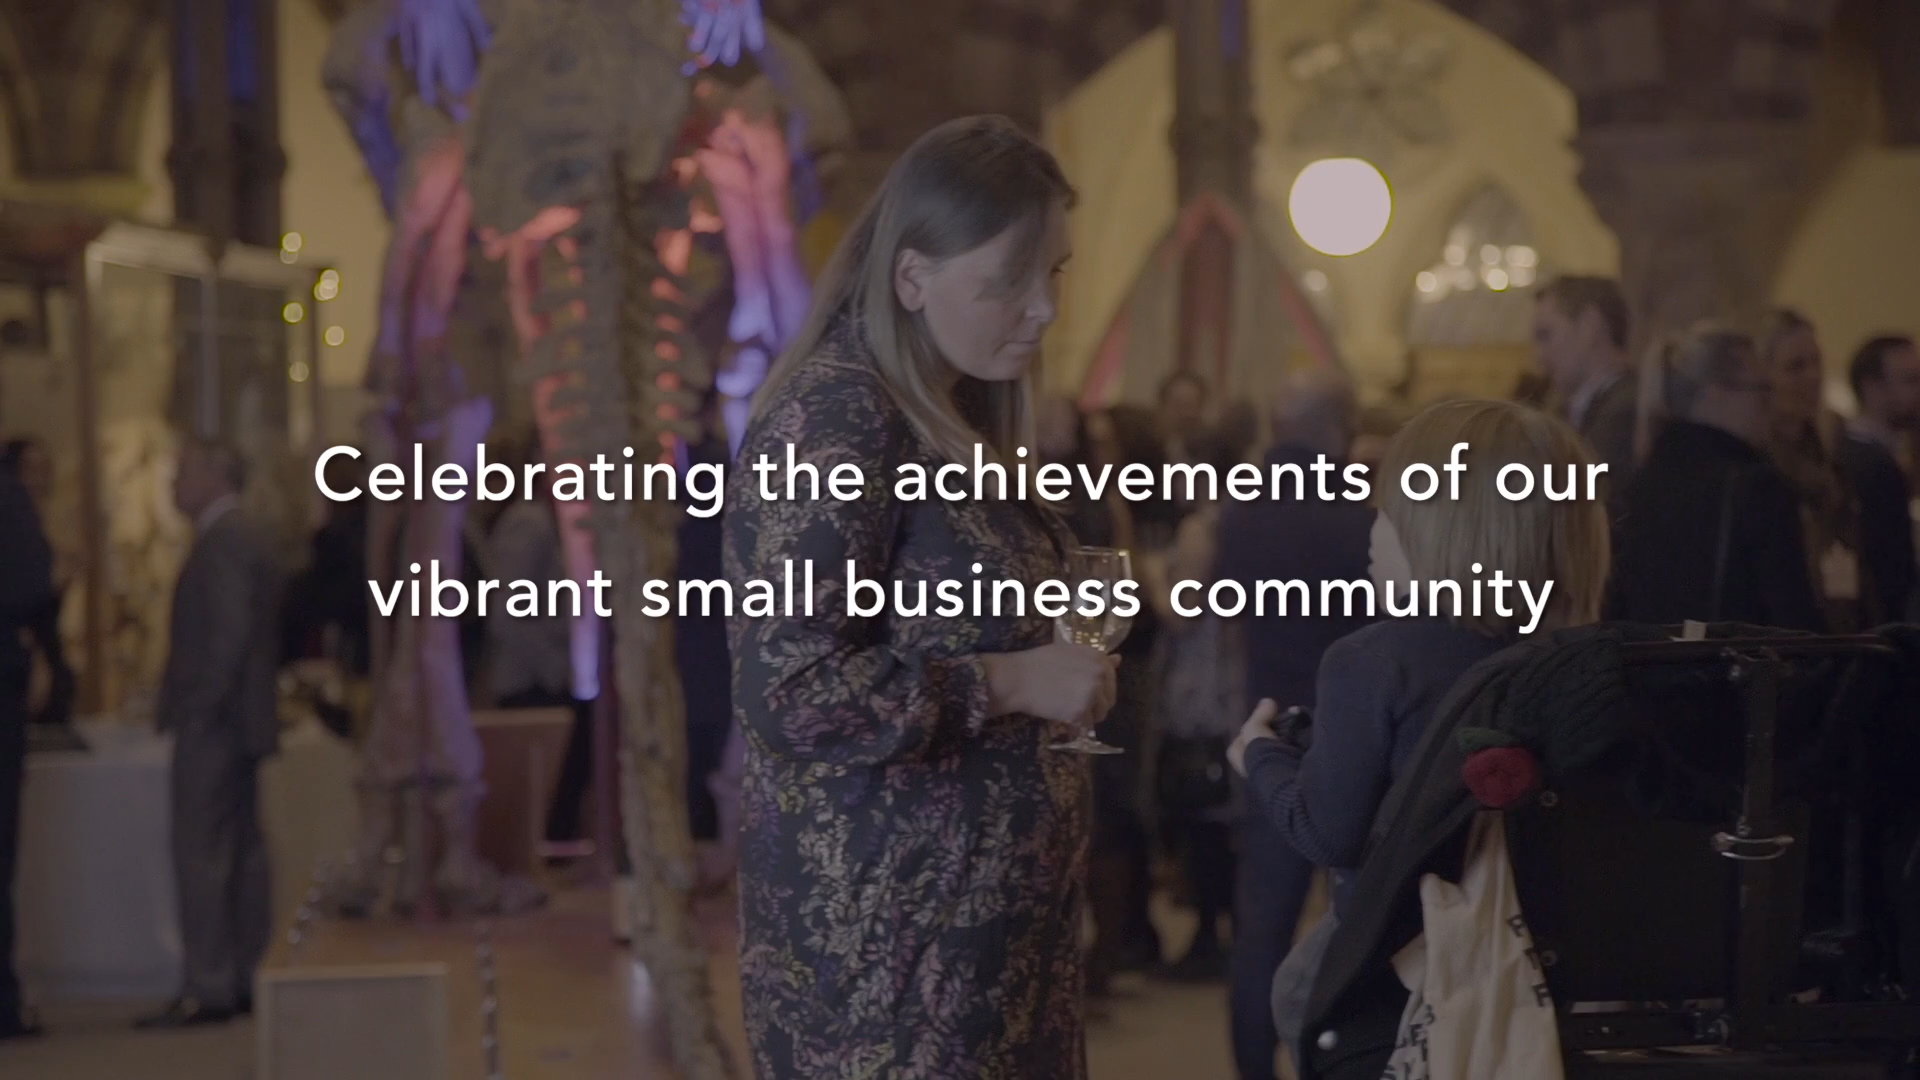 Celebrating the achievements of our
vibrant small business community